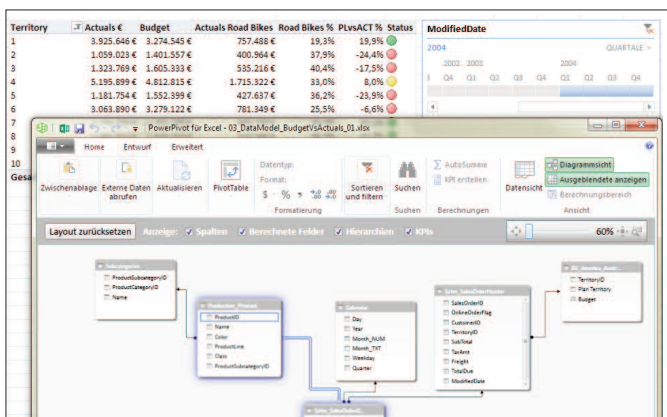 Territory Actuals € Budget Actuals Road Bikes Road Bikes % PLvsACT % Status
1 3.925.646 € 3.274.545 € 757.488 € 19,3% 19,9%
2 1.059.023 € 1.401.557 € 400.964 € 37,9% -24,4%
3 1.323.769 € 1.605.333 € 535.216 € 40,4% -17,5%
4 5.195.899 € 4.812.815 € 1.715.322 € 33,0% 8,0%
5 1.181.754 € 1.552.399 € 427.637 € 36,2% -23,9%
6 3.063.890 € 3.279.122 € 781.349 € 25,5% -6,6%
7
8
9
10
Gesa
ModifiedDate
2004 QUARTALE
2002 2003 2004
Q4 Q1 Q2 Q3 Q4 Q1 Q2 Q3 Q4
PowerPivot für Excel - 03_DataModel_BudgetVsActuals_01.xlsx
Home Entwurf Erweitert
Zwischenablage
Externe Daten abrufen
Aktualisieren
PivotTable
Datentyp:
Format:
$ % ,
Formatierung
Sortieren und filtern
Suchen
Suchen
AutoSumme
KPI erstellen
Berechnungen
Datensicht
Diagrammsicht
Ausgeblendete anzeigen
Berechnungsbereich
Ansicht
Layout zurücksetzen Anzeige: Spalten Berechnete Felder Hierarchien KPIs 60%
Subcategories
ProductSubcategoryID
ProductCategoryID
Name
Production_Product
ProductID
Name
Color
ProductLine
Class
ProductSubcategoryID
Calendar
Day
Year
Month_NUM
Month_TXT
Weekday
Quarter
Sales_SalesOrderHeader
SalesOrderID
OnlineOrderFlag
CustomerID
TerritoryID
SubTotal
TaxAmt
Freight
TotalDue
ModifiedDate
TerritoryID
Plan Territory
Budget